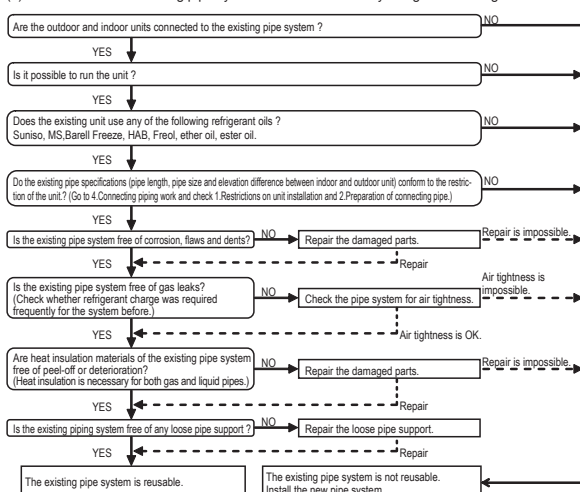 Are the outdoor and indoor units connected to the existing pipe system ?
NO
YES
Is it possible to run the unit ?
NO
YES
Does the existing unit use any of the following refrigerant oils ?
Suniso, MS,Barell Freeze, HAB, Freol, ether oil, ester oil.
NO
YES
Do the existing pipe specifications (pipe length, pipe size and elevation difference between indoor and outdoor unit) conform to the restric-
tion of the unit.? (Go to 4.Connecting piping work and check 1.Restrictions on unit installation and 2.Preparation of connecting pipe.)
NO
YES
Is the existing pipe system free of corrosion, flaws and dents?
NO
Repair the damaged parts.
Repair is impossible.
YES
Repair
Is the existing pipe system free of gas leaks?
(Check whether refrigerant charge was required
frequently for the system before.)
NO
Check the pipe system for air tightness.
Air tightness is
impossible.
YES
Air tightness is OK.
Are heat insulation materials of the existing pipe system
free of peel-off or deterioration?
(Heat insulation is necessary for both gas and liquid pipes.)
NO
Repair the damaged parts.
Repair is impossible.
YES
Repair
Is the existing piping system free of any loose pipe support ?
NO
Repair the loose pipe support.
YES
Repair
The existing pipe system is reusable.
The existing pipe system is not reusable.
Install the new pipe system